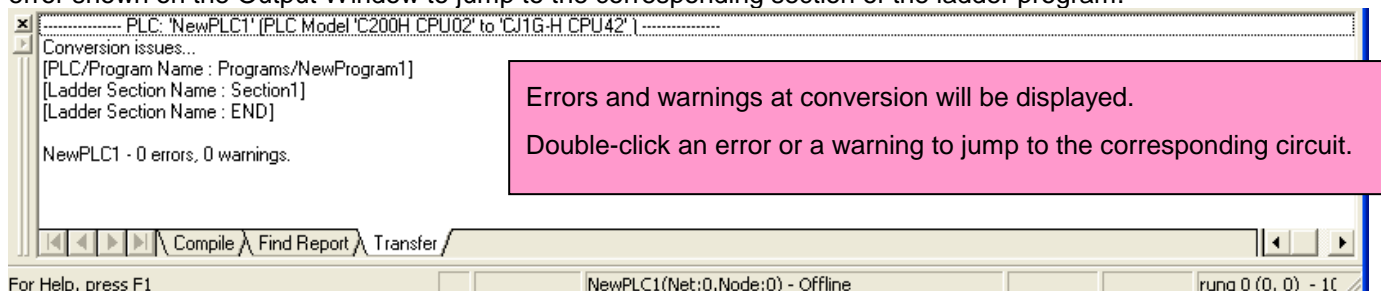 error shown on the Output Window to jump to the corresponding section of the ladder program.
---------------- PLC: 'NewPLC1' (PLC Model 'C200H CPU02' to 'CJ1G-H CPU42' ) ----------------
Conversion issues...
[PLC/Program Name : Programs/NewProgram1]
[Ladder Section Name : Section1]
[Ladder Section Name : END]
NewPLC1 - 0 errors, 0 warnings.
Errors and warnings at conversion will be displayed.
Double-click an error or a warning to jump to the corresponding circuit.
Compile Find Report Transfer
For Help, press F1 NewPLC1(Net:0,Node:0) - Offline rung 0 (0, 0) - 10